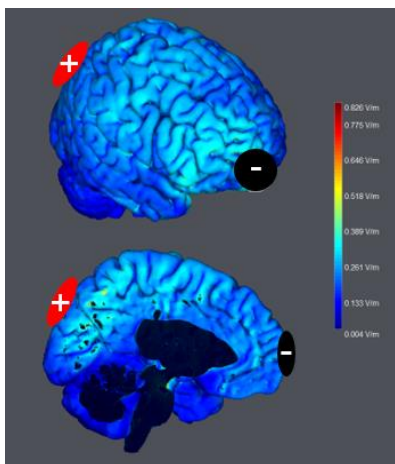 +
-
0.826 V/m
0.775 V/m
0.646 V/m
0.518 V/m
0.389 V/m
0.261 V/m
0.133 V/m
0.004 V/m
+
-